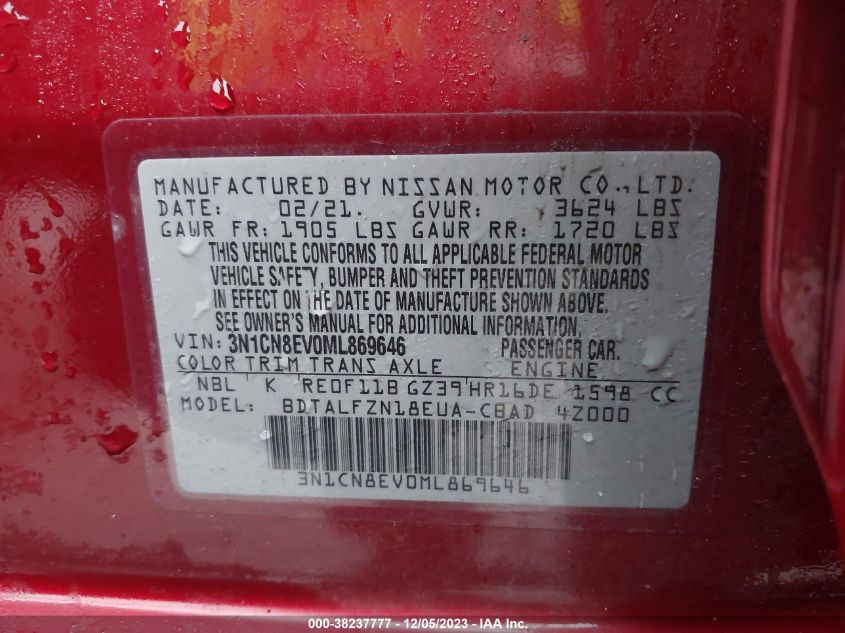 MANUFACTURED BY NISSAN MOTOR CO., LTD.
DATE: 02/21. GVWR: 3624 LBS
GAWR FR: 1905 LBS GAWR RR: 1720 LBS
THIS VEHICLE CONFORMS TO ALL APPLICABLE FEDERAL MOTOR
VEHICLE SAFETY, BUMPER AND THEFT PREVENTION STANDARDS
IN EFFECT ON THE DATE OF MANUFACTURE SHOWN ABOVE.
SEE OWNER'S MANUAL FOR ADDITIONAL INFORMATION,
VIN: 3N1CN8EV0ML869646 PASSENGER CAR.
COLOR TRIM TRANS AXLE ENGINE
NBL K RE0F11B GZ39 HR16DE 1598 CC
MODEL: BDTALFZN18EUA-CBAD 4Z000
3N1CN8EV0ML869646
000-38237777 - 12/05/2023 - IAA Inc.